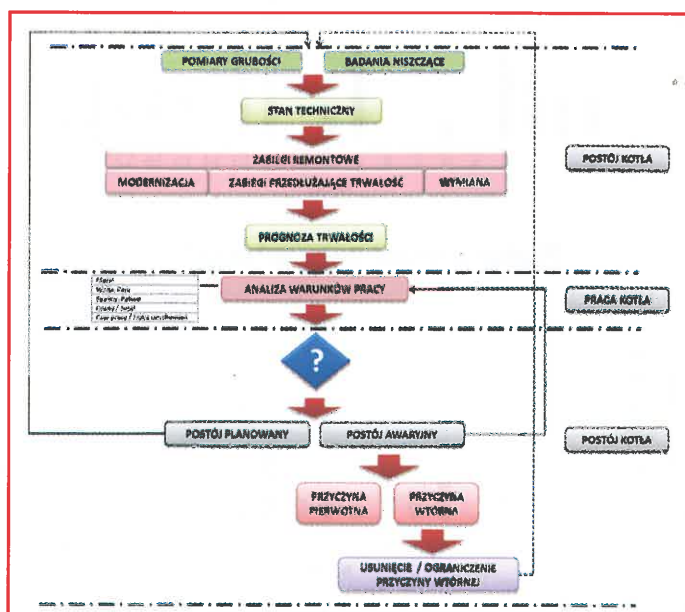 POMIARY GRUBOŚCI
BADANIA NISZCZĄCE
STAN TECHNICZNY
ZABIEGI REMONTOWE
MODERNIZACJA
ZABIEGI PRZEDŁUŻAJĄCE TRWAŁOŚĆ
WYMIANA
POSTÓJ KOTŁA
PROGNOZA TRWAŁOŚCI
ANALIZA WARUNKÓW PRACY
PRACA KOTŁA
?
POSTÓJ PLANOWANY
POSTÓJ AWARYJNY
POSTÓJ KOTŁA
PRZYCZYNA
PIERWOTNA
PRZYCZYNA
WTÓRNA
USUNIĘCIE / OGRANICZENIE
PRZYCZYNY WTÓRNEJ